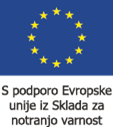 S podporo Evropske
unije iz Sklada za
notranjo varnost